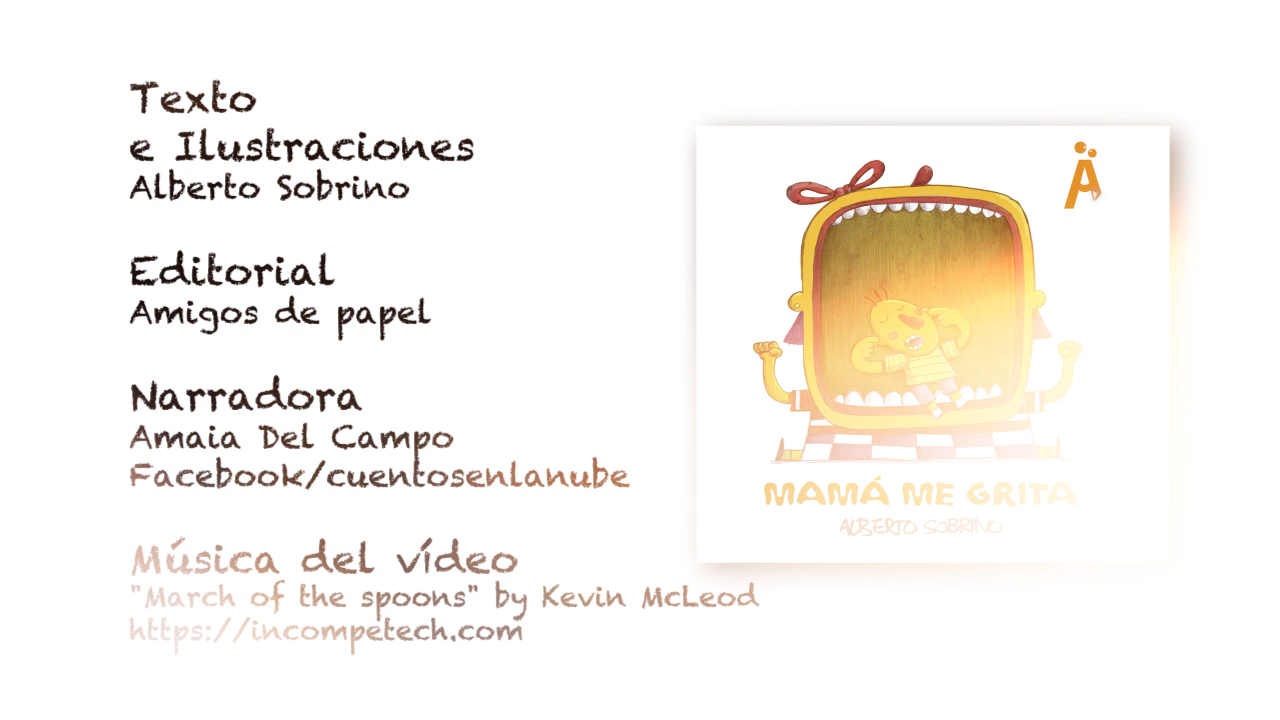 Texto
e Ilustraciones
Alberto Sobrino
Editorial
Amigos de papel
Narradora
Amaia Del Campo
Facebook/cuentosenlanube
Música del vídeo
"March of the spoons" by Kevin McLeod
https://incompetech.com
Ä
MAMÁ ME GRITA
ALBERTO SOBRINO